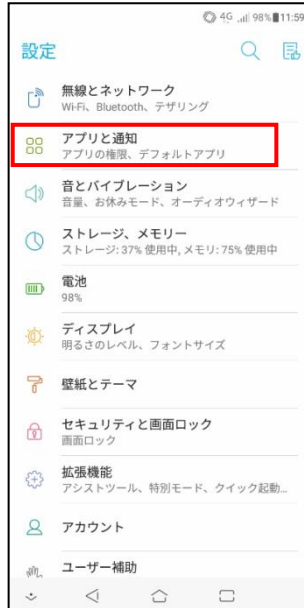 4G 98% 11:59
設定
無線とネットワーク
Wi-Fi、Bluetooth、テザリング
アプリと通知
アプリの権限、デフォルトアプリ
音とバイブレーション
音量、お休みモード、オーディオウィザード
ストレージ、メモリー
ストレージ: 37% 使用中, メモリ: 75% 使用中
電池
98%
ディスプレイ
明るさのレベル、フォントサイズ
壁紙とテーマ
セキュリティと画面ロック
画面ロック
拡張機能
アシストツール、特別モード、クイック起動...
アカウント
ユーザー補助